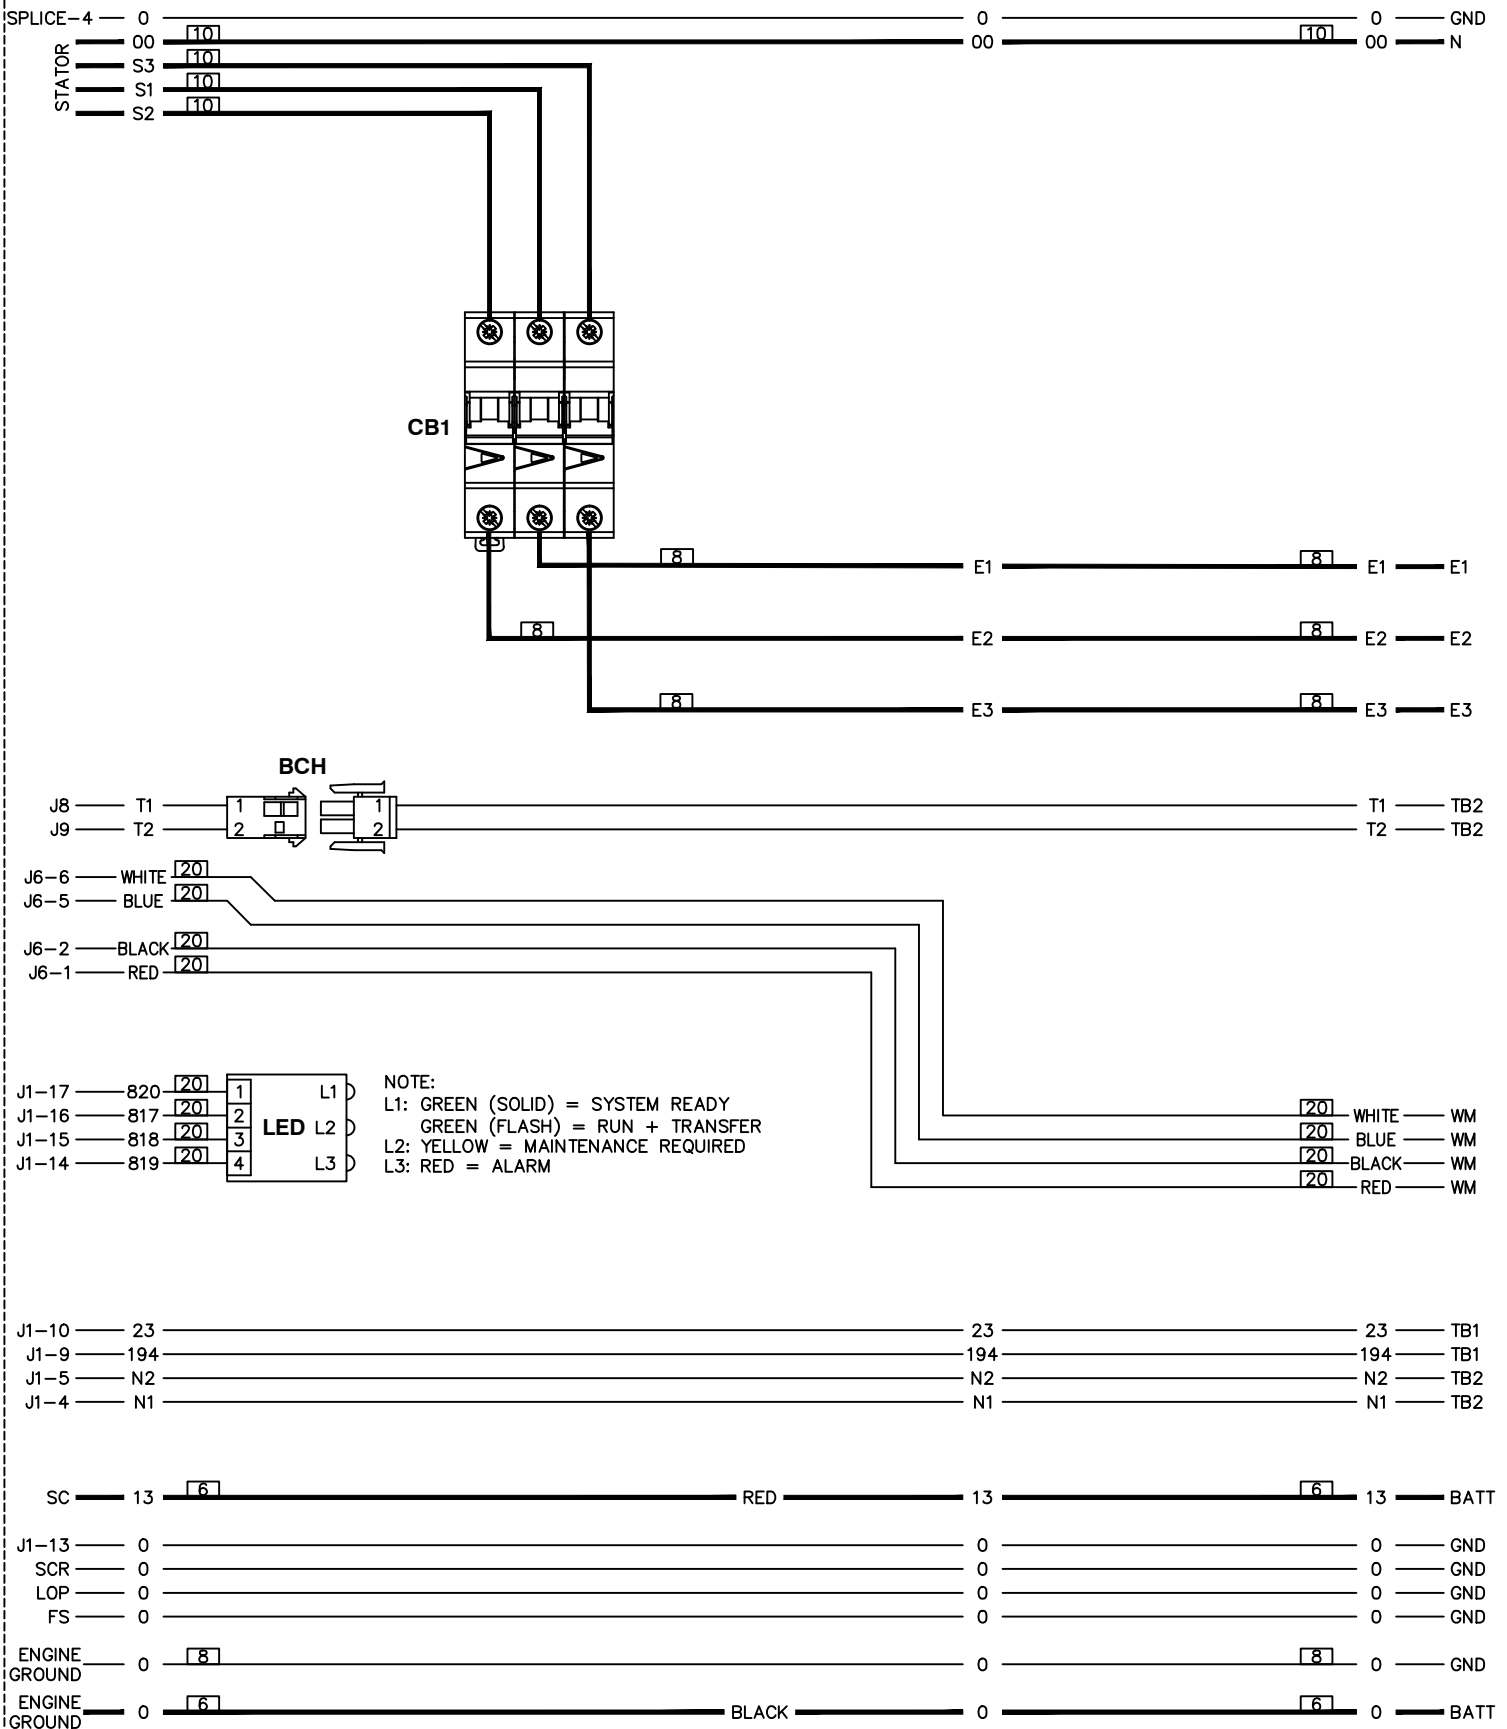 SPLICE-4 0 0 0 GND
00 10 00 10 00 N
STATOR
S3 10
S1 10
S2 10
CB1
8 E1 8 E1 E1
8 E2 8 E2 E2
8 E3 8 E3 E3
BCH
J8 T1 1 1 T1 TB2
J9 T2 2 2 T2 TB2
J6-6 WHITE 20
J6-5 BLUE 20
J6-2 BLACK 20
J6-1 RED 20
J1-17 820 20 1 L1
J1-16 817 20 2
J1-15 818 20 3
J1-14 819 20 4 L3
LED L2
NOTE:
L1: GREEN (SOLID) = SYSTEM READY
GREEN (FLASH) = RUN + TRANSFER
L2: YELLOW = MAINTENANCE REQUIRED
L3: RED = ALARM
20 WHITE WM
20 BLUE WM
20 BLACK WM
20 RED WM
J1-10 23 23 23 TB1
J1-9 194 194 194 TB1
J1-5 N2 N2 N2 TB2
J1-4 N1 N1 N1 TB2
SC 13 6 RED 13 6 13 BATT
J1-13 0 0 0 GND
SCR 0 0 0 GND
LOP 0 0 0 GND
FS 0 0 0 GND
ENGINE
GROUND 0 8 0 8 0 GND
ENGINE
GROUND 0 6 BLACK 0 6 0 BATT